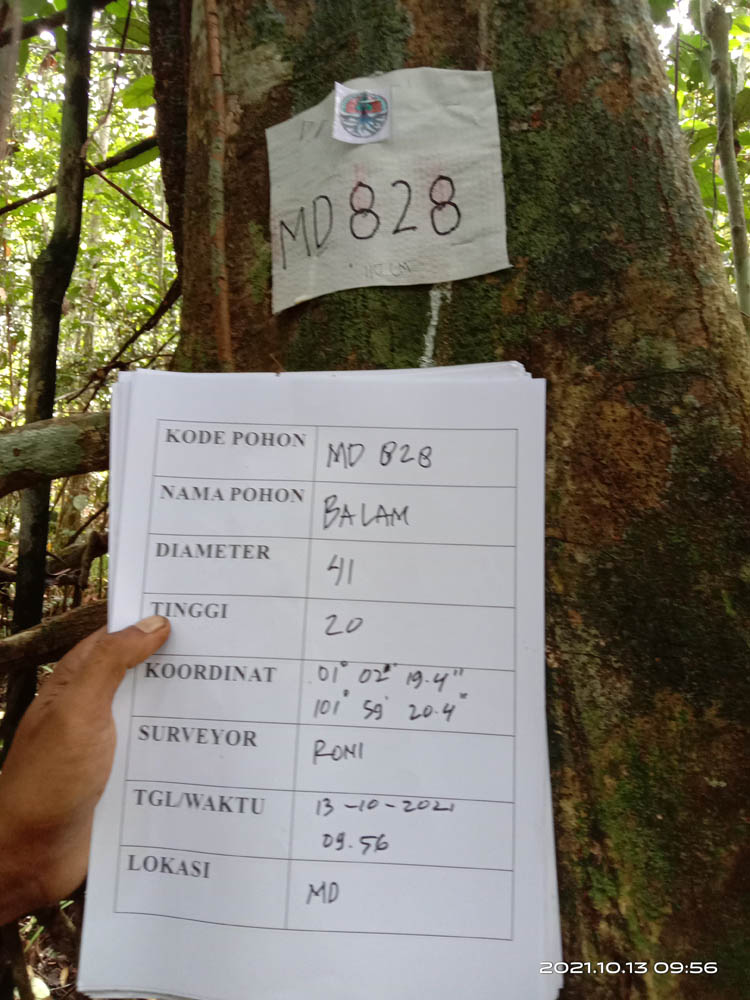 MD 828
KODE POHON MD 828
NAMA POHON BALAM
DIAMETER 41
TINGGI 20
KOORDINAT 01° 02' 19.4"
101° 59' 20.4"
SURVEYOR RONI
TGL/WAKTU 13-10-2021
09.56
LOKASI MD
2021.10.13 09:56